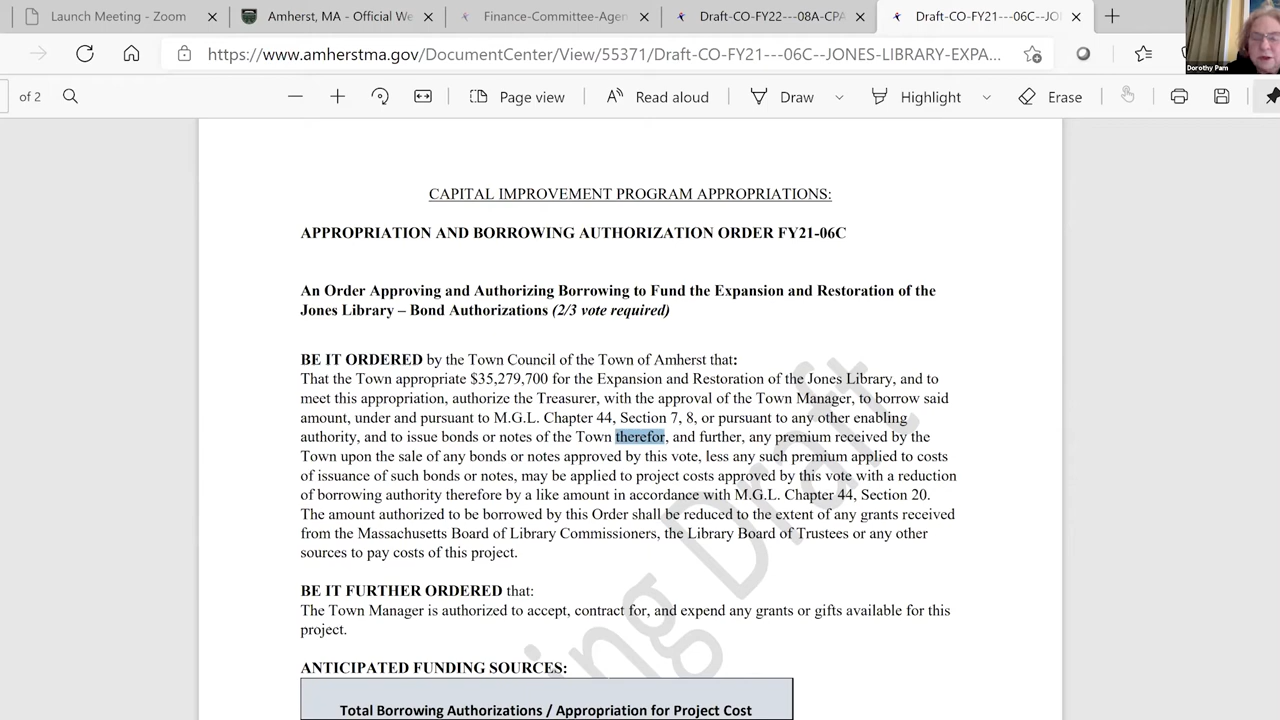 Launch Meeting - Zoom
Amherst, MA - Official We
Finance-Committee-Agen
Draft-CO-FY22---08A-CPA
Draft-CO-FY21---06C--JO
https://www.amherstma.gov/DocumentCenter/View/55371/Draft-CO-FY21---06C--JONES-LIBRARY-EXPA...
Dorothy Pam
of 2
Page view
Read aloud
Draw
Highlight
Erase
CAPITAL IMPROVEMENT PROGRAM APPROPRIATIONS:
APPROPRIATION AND BORROWING AUTHORIZATION ORDER FY21-06C
An Order Approving and Authorizing Borrowing to Fund the Expansion and Restoration of the
Jones Library – Bond Authorizations (2/3 vote required)
BE IT ORDERED by the Town Council of the Town of Amherst that:
That the Town appropriate $35,279,700 for the Expansion and Restoration of the Jones Library, and to
meet this appropriation, authorize the Treasurer, with the approval of the Town Manager, to borrow said
amount, under and pursuant to M.G.L. Chapter 44, Section 7, 8, or pursuant to any other enabling
authority, and to issue bonds or notes of the Town therefor, and further, any premium received by the
Town upon the sale of any bonds or notes approved by this vote, less any such premium applied to costs
of issuance of such bonds or notes, may be applied to project costs approved by this vote with a reduction
of borrowing authority therefore by a like amount in accordance with M.G.L. Chapter 44, Section 20.
The amount authorized to be borrowed by this Order shall be reduced to the extent of any grants received
from the Massachusetts Board of Library Commissioners, the Library Board of Trustees or any other
sources to pay costs of this project.
BE IT FURTHER ORDERED that:
The Town Manager is authorized to accept, contract for, and expend any grants or gifts available for this
project.
ANTICIPATED FUNDING SOURCES:
Total Borrowing Authorizations / Appropriation for Project Cost
ing Draft